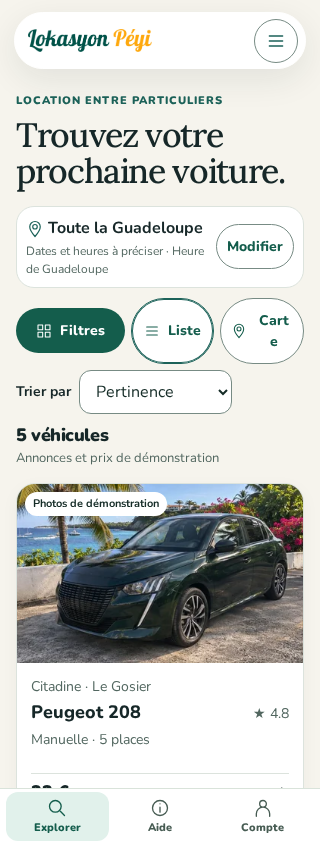 Lokasyon Péyi
LOCATION ENTRE PARTICULIERS
Trouvez votre
prochaine voiture.
Toute la Guadeloupe
Dates et heures à préciser · Heure
de Guadeloupe
Modifier
Filtres
Liste
Cart
e
Trier par
Pertinence
5 véhicules
Annonces et prix de démonstration
Photos de démonstration
Citadine · Le Gosier
Peugeot 208
★ 4.8
Manuelle · 5 places
Explorer
Aide
Compte